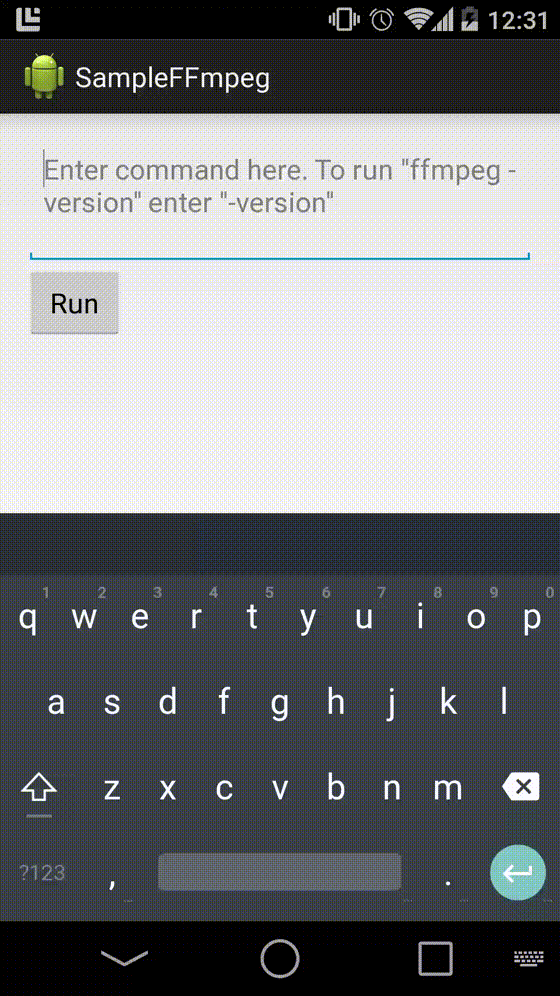 12:31
SampleFFmpeg
Enter command here. To run "ffmpeg -
version" enter "-version"
Run
1 2 3 4 5 6 7 8 9 0
q w e r t y u i o p
a s d f g h j k l
z x c v b n m
?123 , .